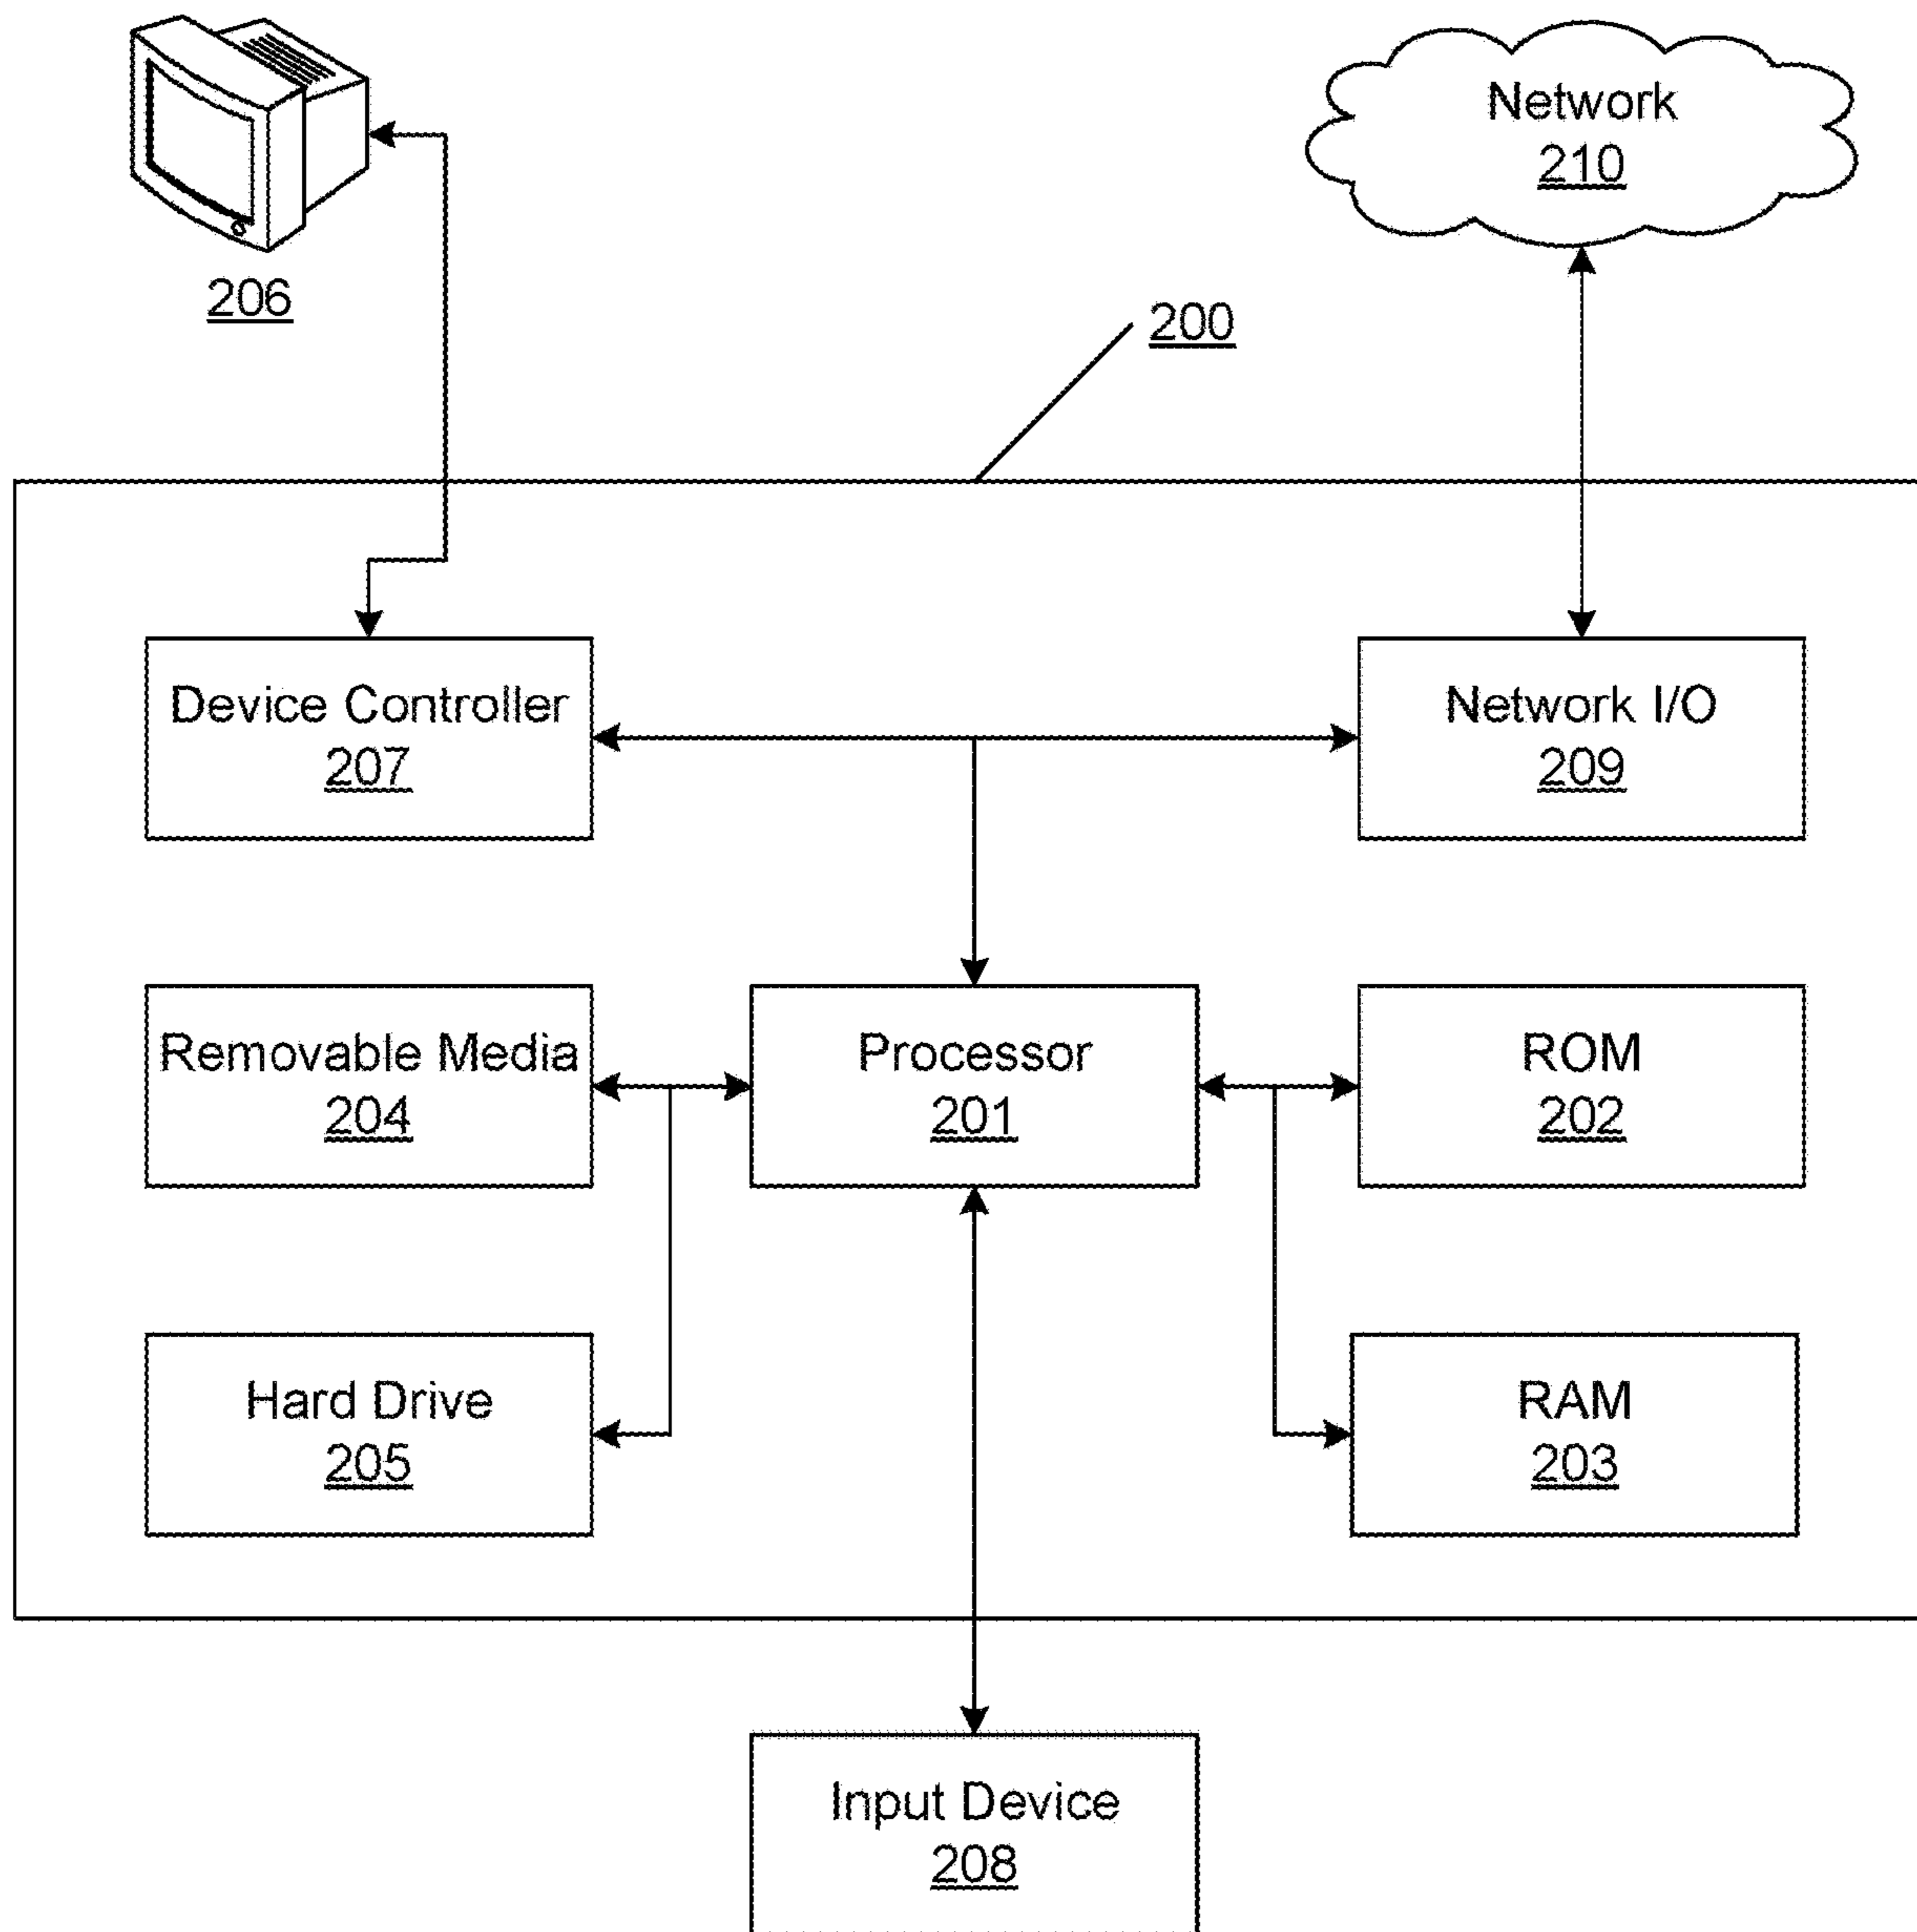 Network
210
206
200
Device Controller
207
Network I/O
209
Removable Media
204
Processor
201
ROM
202
Hard Drive
205
RAM
203
Input Device
208